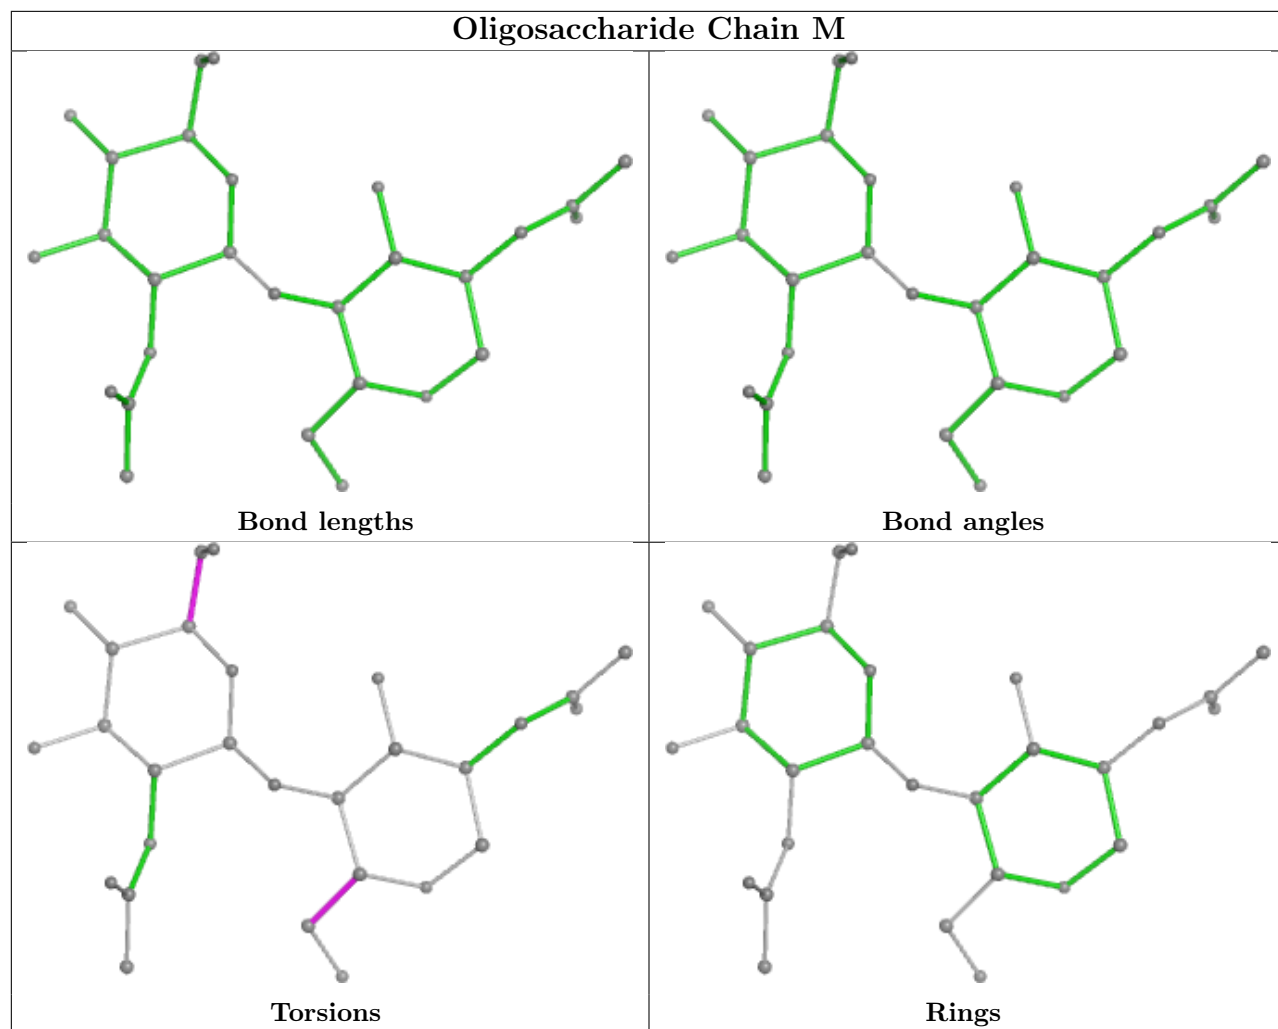 Oligosaccharide Chain M
Bond lengths
Bond angles
Torsions
Rings